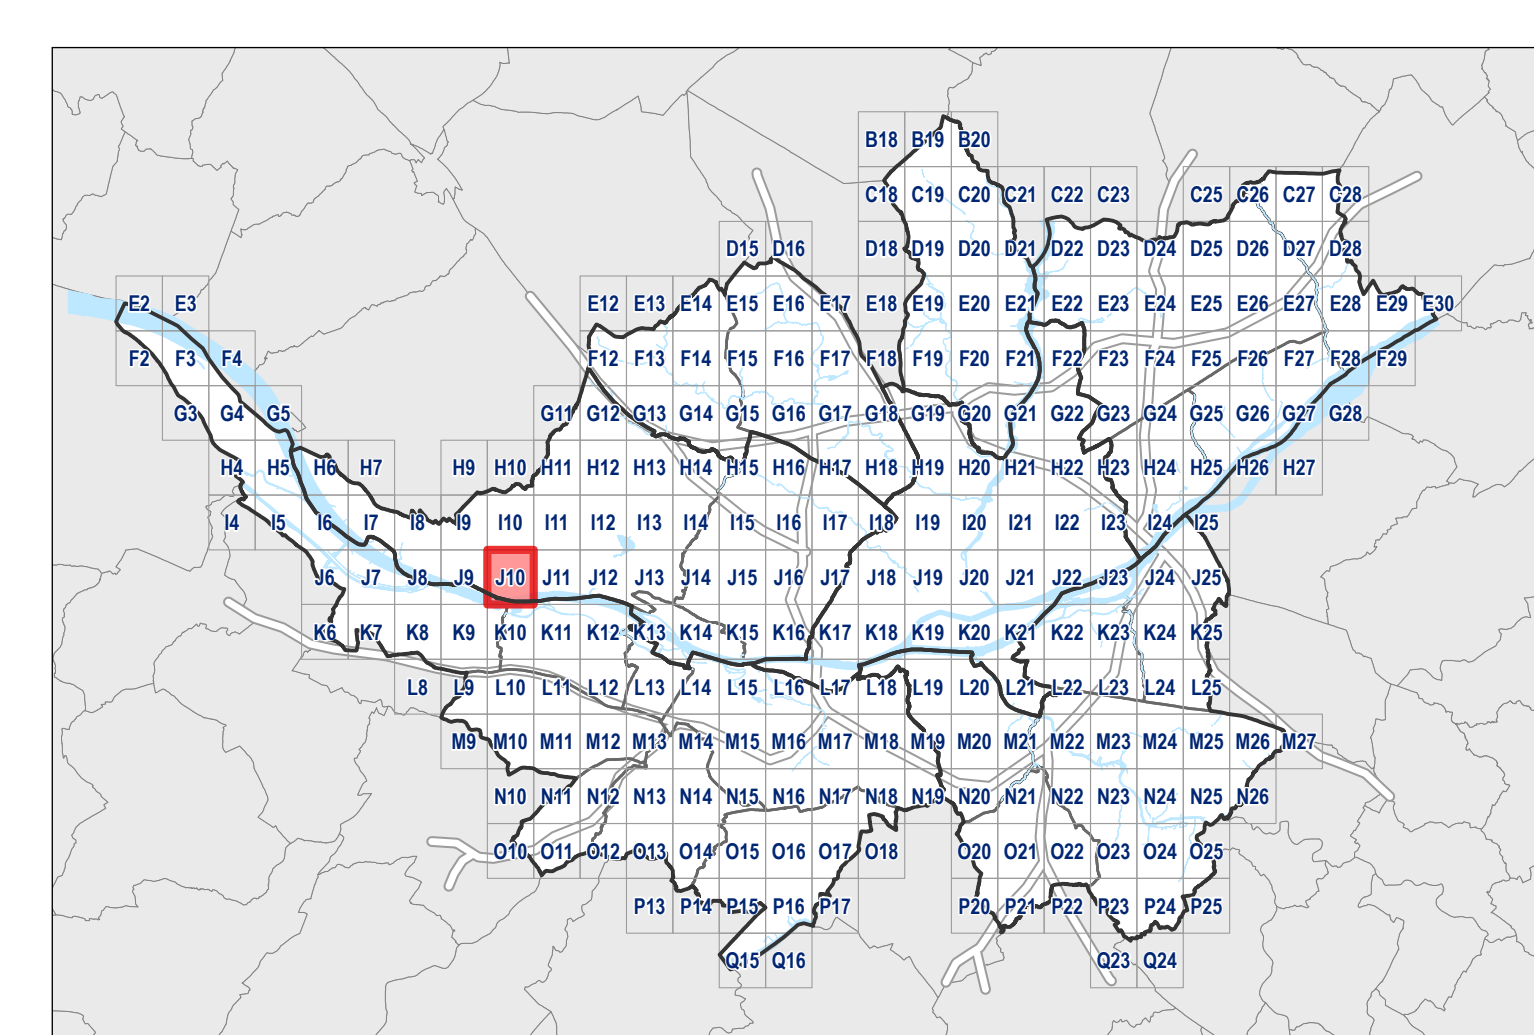 B18 B19 B20
C18 C19 C20 C21 C22 C23 C25 C26 C27 C28
D15 D16 D18 D19 D20 D21 D22 D23 D24 D25 D26 D27 D28
E2 E3 E12 E13 E14 E15 E16 E17 E18 E19 E20 E21 E22 E23 E24 E25 E26 E27 E28 E29 E30
F2 F3 F4 F12 F13 F14 F15 F16 F17 F18 F19 F20 F21 F22 F23 F24 F25 F26 F27 F28 F29
G3 G4 G5 G11 G12 G13 G14 G15 G16 G17 G18 G19 G20 G21 G22 G23 G24 G25 G26 G27 G28
H4 H5 H6 H7 H9 H10 H11 H12 H13 H14 H15 H16 H17 H18 H19 H20 H21 H22 H23 H24 H25 H26 H27
I4 I5 I6 I7 I8 I9 I10 I11 I12 I13 I14 I15 I16 I17 I18 I19 I20 I21 I22 I23 I24 I25
J6 J7 J8 J9 J10 J11 J12 J13 J14 J15 J16 J17 J18 J19 J20 J21 J22 J23 J24 J25
K6 K7 K8 K9 K10 K11 K12 K13 K14 K15 K16 K17 K18 K19 K20 K21 K22 K23 K24 K25
L8 L9 L10 L11 L12 L13 L14 L15 L16 L17 L18 L19 L20 L21 L22 L23 L24 L25
M9 M10 M11 M12 M13 M14 M15 M16 M17 M18 M19 M20 M21 M22 M23 M24 M25 M26 M27
N10 N11 N12 N13 N14 N15 N16 N17 N18 N19 N20 N21 N22 N23 N24 N25 N26
O10 O11 O12 O13 O14 O15 O16 O17 O18 O20 O21 O22 O23 O24 O25
P13 P14 P15 P16 P17 P20 P21 P22 P23 P24 P25
Q15 Q16 Q23 Q24